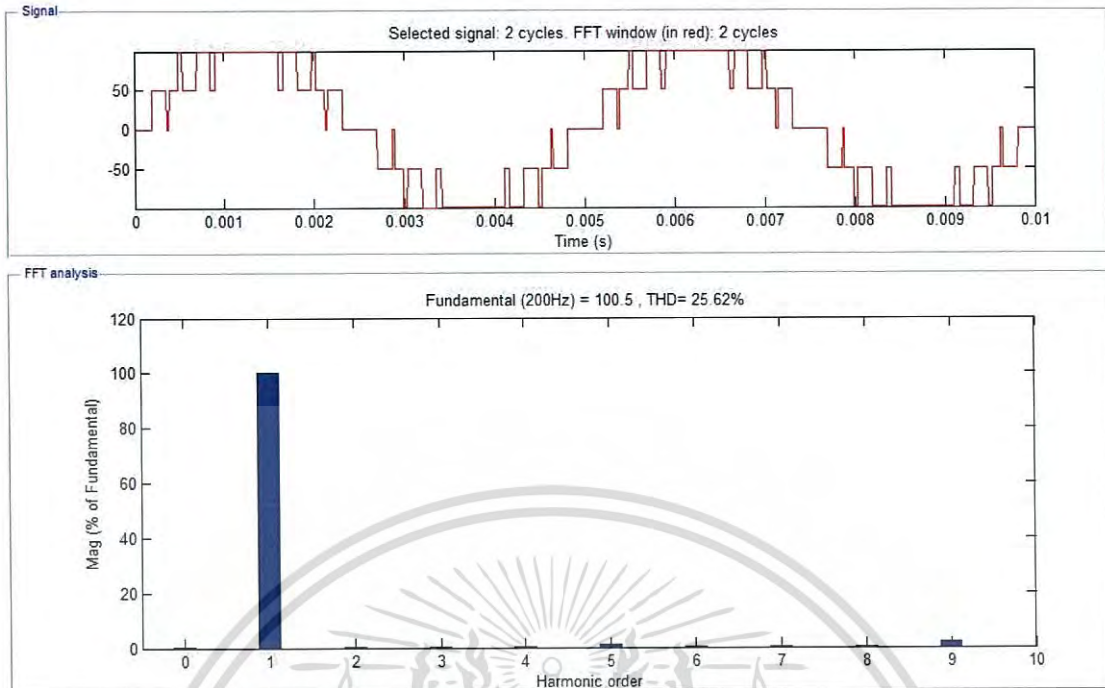 Signal
Selected signal: 2 cycles. FFT window (in red): 2 cycles
50
0
-50
0 0.001 0.002 0.003 0.004 0.005 0.006 0.007 0.008 0.009 0.01
Time (s)
FFT analysis
Fundamental (200Hz) = 100.5 , THD= 25.62%
Mag (% of Fundamental)
120
100
80
60
40
20
0
0 1 2 3 4 5 6 7 8 9 10
Harmonic order